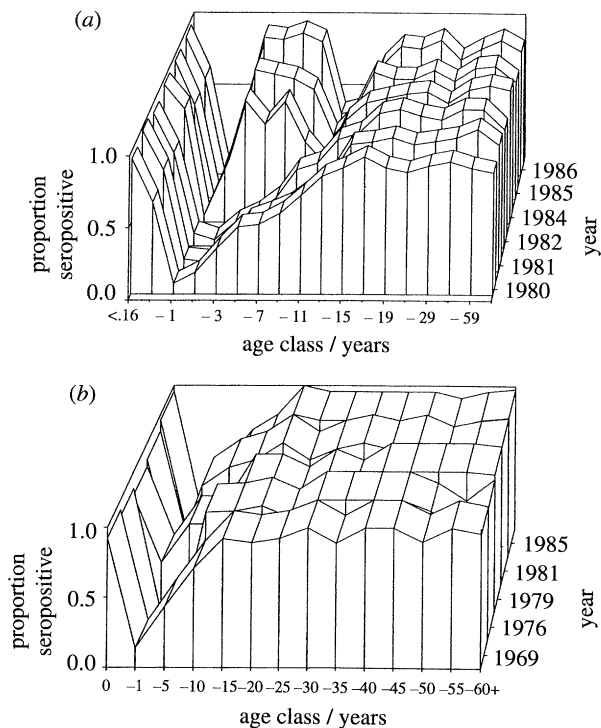 (a)
1.0
0.5
0.0
proportion
seropositive
<.16 – 1 – 3 – 7 – 11 – 15 – 19 – 29 – 59
age class / years
1986
1985
1984
1982
1981
1980
year
(b)
1.0
0.5
0.0
proportion
seropositive
0 –1 –5 –10 –15 –20 –25 –30 –35 –40 –45 –50 –55 –60+
age class / years
1985
1981
1979
1976
1969
year